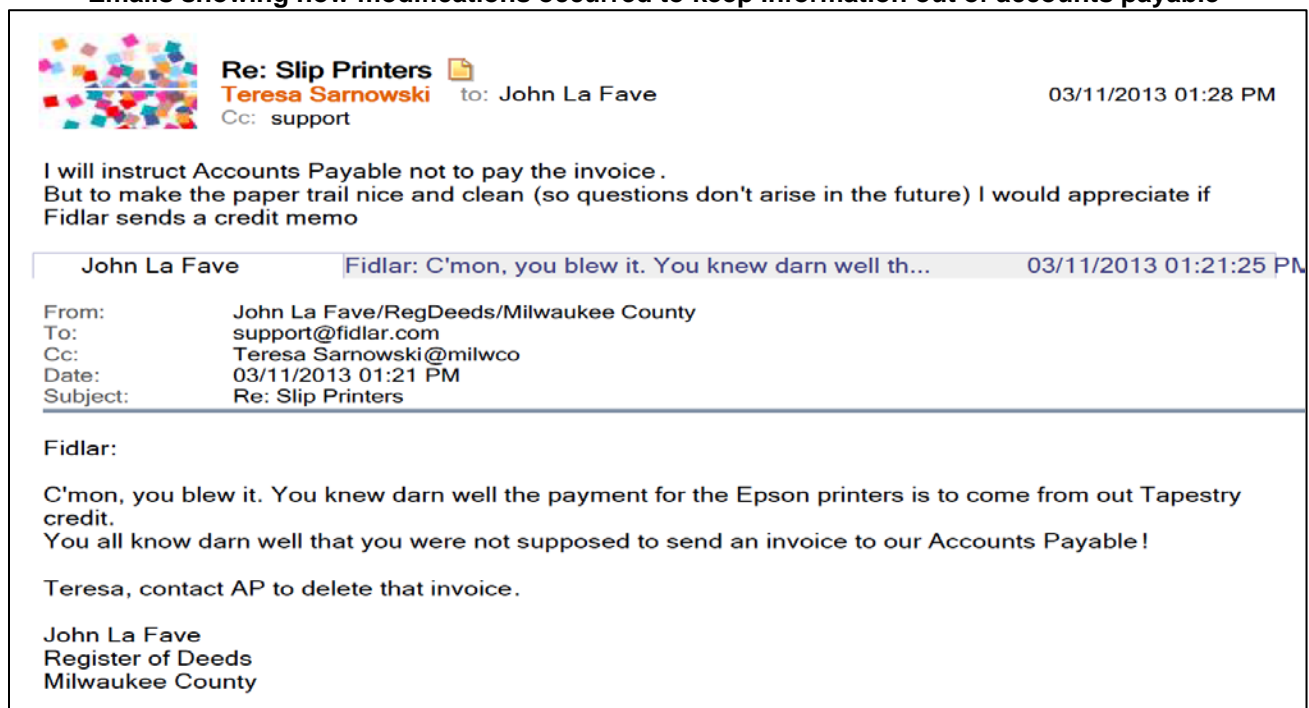 Emails showing how modifications occurred to keep information out of accounts payable
Re: Slip Printers
Teresa Sarnowski to: John La Fave 03/11/2013 01:28 PM
Cc: support
I will instruct Accounts Payable not to pay the invoice.
But to make the paper trail nice and clean (so questions don't arise in the future) I would appreciate if
Fidlar sends a credit memo
John La Fave Fidlar: C'mon, you blew it. You knew darn well th... 03/11/2013 01:21:25 PM
From: John La Fave/RegDeeds/Milwaukee County
To: support@fidlar.com
Cc: Teresa Sarnowski@milwco
Date: 03/11/2013 01:21 PM
Subject: Re: Slip Printers
Fidlar:
C'mon, you blew it. You knew darn well the payment for the Epson printers is to come from out Tapestry
credit.
You all know darn well that you were not supposed to send an invoice to our Accounts Payable!
Teresa, contact AP to delete that invoice.
John La Fave
Register of Deeds
Milwaukee County